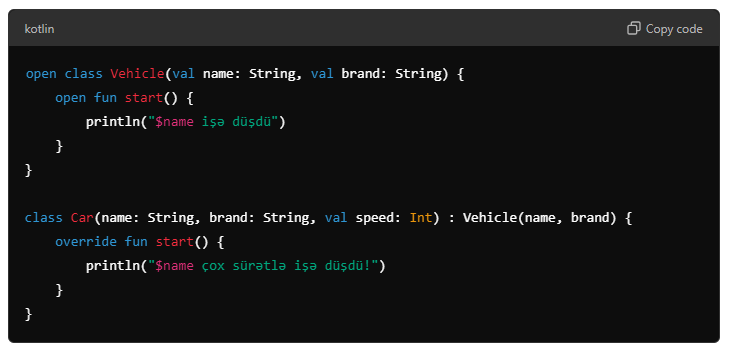 kotlin
Copy code
open class Vehicle(val name: String, val brand: String) {
    open fun start() {
        println("$name işə düşdü")
    }
}
class Car(name: String, brand: String, val speed: Int) : Vehicle(name, brand) {
    override fun start() {
        println("$name çox sürətlə işə düşdü!")
    }
}